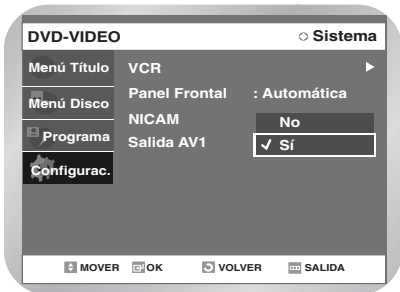 DVD-VIDEO Sistema
Menú Título
Menú Disco
Programa
Configurac.
VCR
Panel Frontal : Automática
NICAM No
Salida AV1 ✓ Sí
MOVER OK VOLVER SALIDA